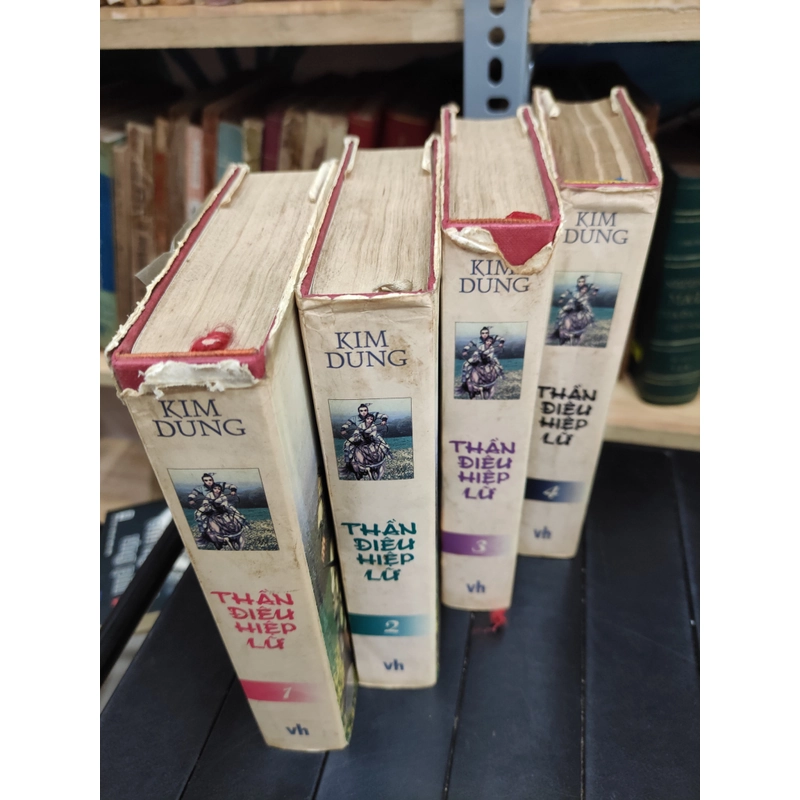 KIM
DUNG
THẦN
ĐIÊU
HIỆP
LỮ
1
vh
KIM
DUNG
THẦN
ĐIÊU
HIỆP
LỮ
2
vh
KIM
DUNG
THẦN
ĐIÊU
HIỆP
LỮ
3
vh
KIM
DUNG
THẦN
ĐIÊU
HIỆP
LỮ
4
vh